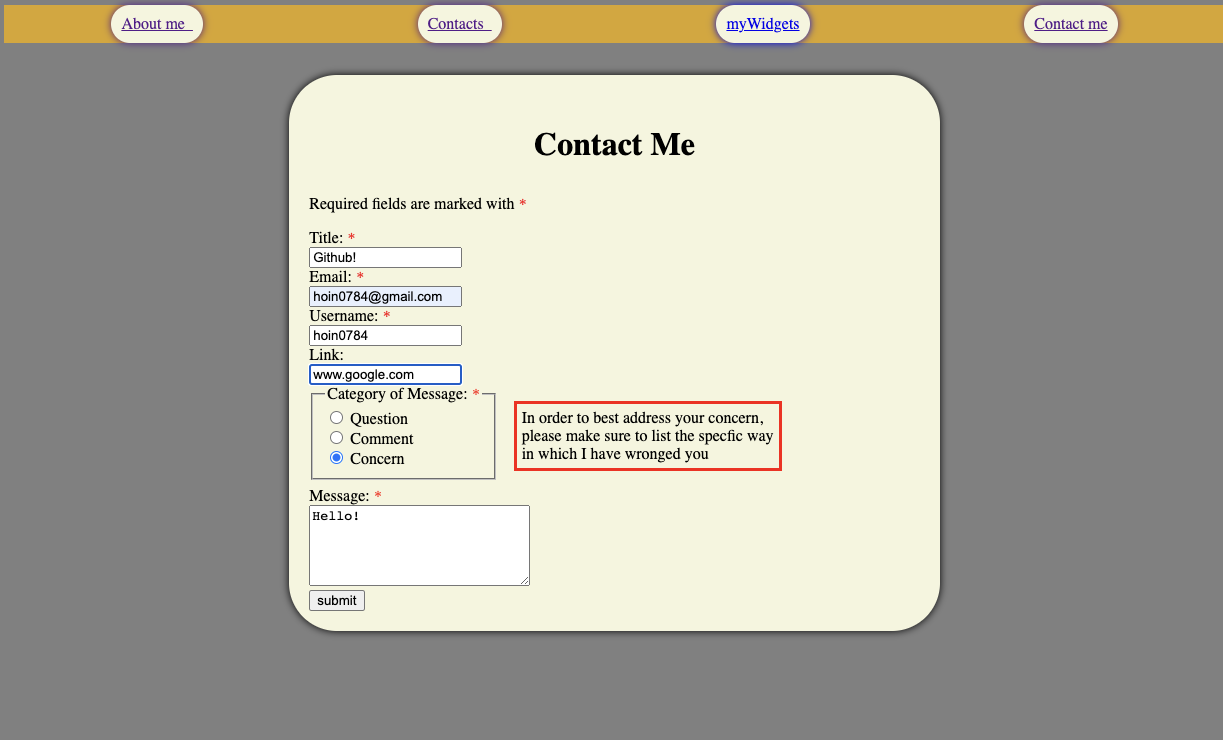 About me
Contacts
myWidgets
Contact me
Contact Me
Required fields are marked with *
Title: *
Github!
Email: *
hoin0784@gmail.com
Username: *
hoin0784
Link:
www.google.com
Category of Message: *
Question
Comment
Concern
In order to best address your concern,
please make sure to list the specfic way
in which I have wronged you
Message: *
Hello!
submit